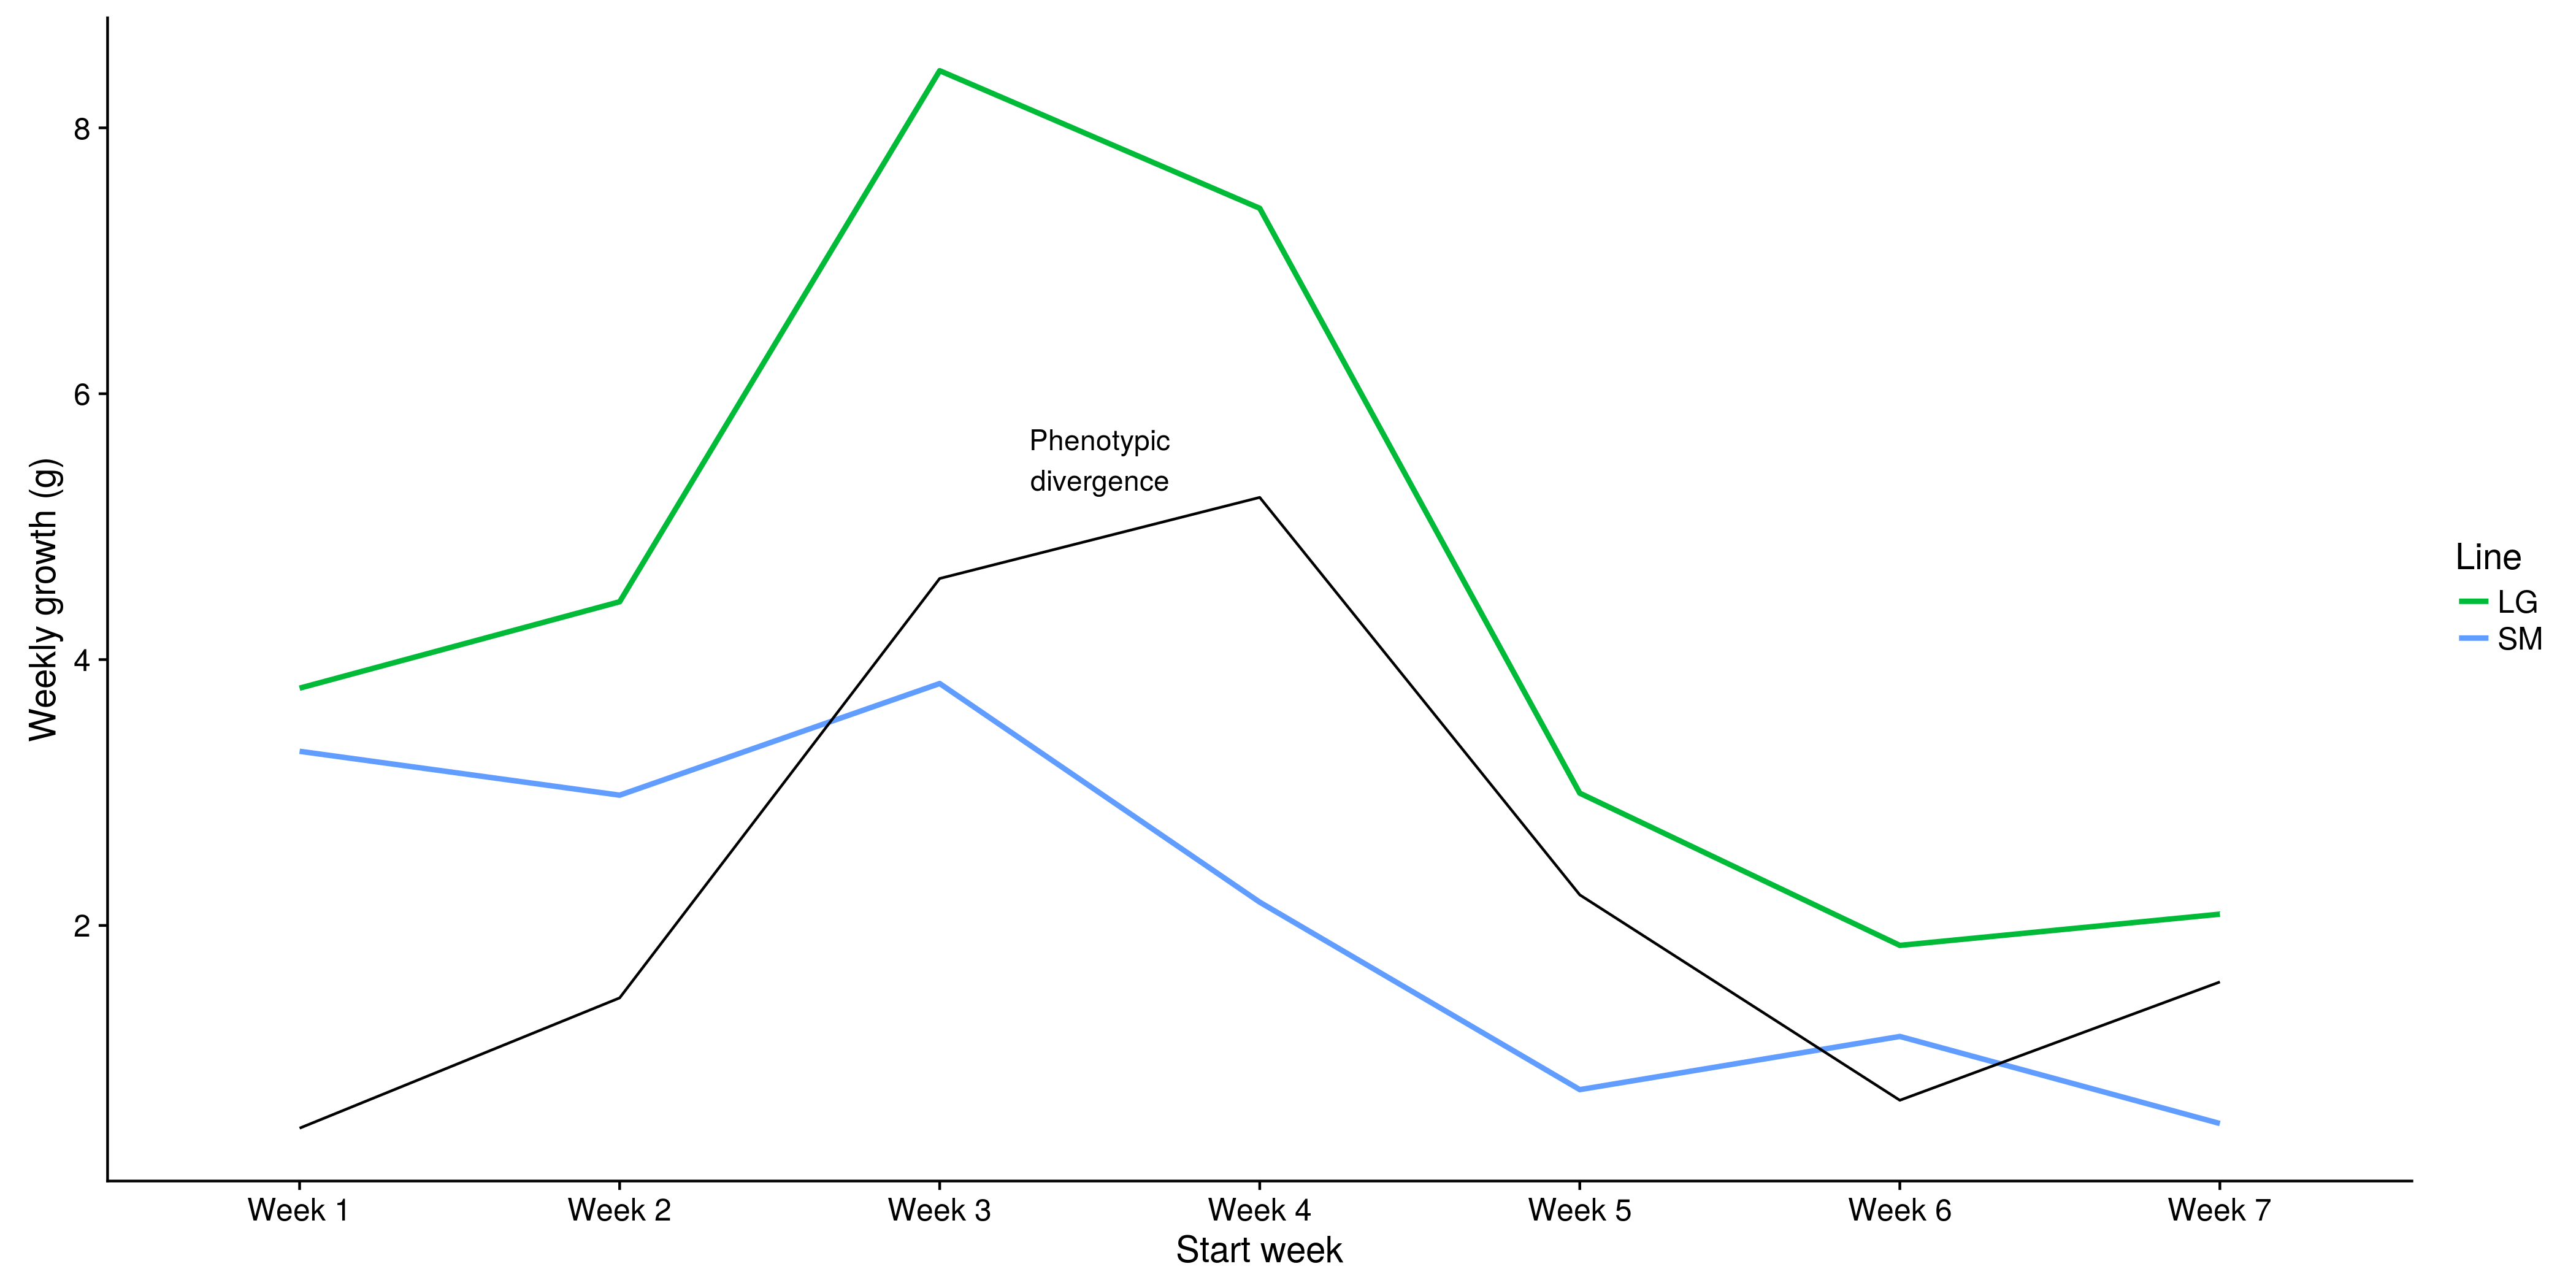 Weekly growth (g)
8
6
4
2
Phenotypic
divergence
Week 1
Week 2
Week 3
Week 4
Week 5
Week 6
Week 7
Start week
Line
LG
SM